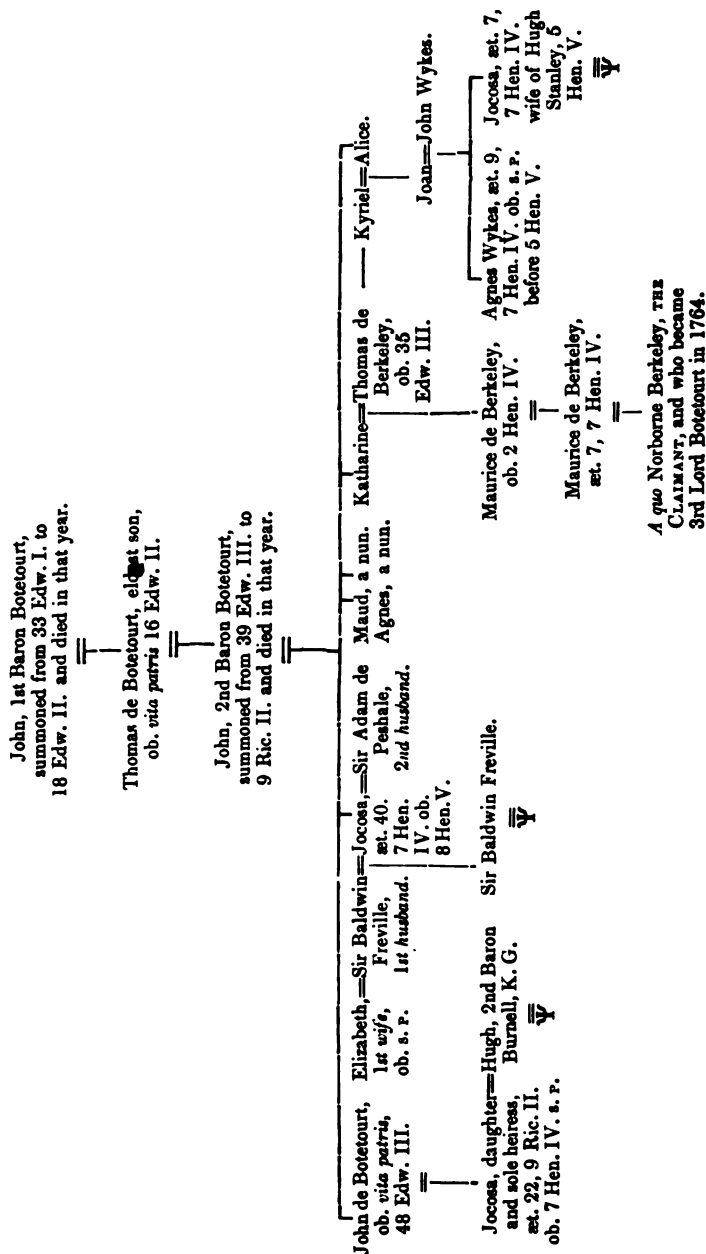 John, 1st Baron Botetourt,
summoned from 33 Edw. I. to
18 Edw. II. and died in that year.
Thomas de Botetourt, eldest son,
ob. vita patris 16 Edw. II.
John, 2nd Baron Botetourt,
summoned from 39 Edw. III. to
9 Ric. II. and died in that year.
John de Botetourt,
ob. vita patris,
48 Edw. III.
Elizabeth,=Sir Baldwin=Jocosa,=Sir Adam de
1st wife, Freville, æt. 40. Peshale,
ob. s. p. 1st husband. 7 Hen. 2nd husband.
IV. ob.
8 Hen. V.
Maud, a nun.
Agnes, a nun.
Katharine=Thomas de
Berkeley,
ob. 35
Edw. III.
—— Kyriel=Alice.
Joan=John Wykes.
Jocosa, daughter=Hugh, 2nd Baron
and sole heiress, Burnell, K. G.
æt. 22, 9 Ric. II.
ob. 7 Hen. IV. s. p.
Sir Baldwin Freville.
Maurice de Berkeley,
ob. 2 Hen. IV.
Agnes Wykes, æt. 9,
7 Hen. IV. ob. s. p.
before 5 Hen. V.
Jocosa, æt. 7,
7 Hen. IV.
wife of Hugh
Stanley, 5
Hen. V.
Maurice de Berkeley,
æt. 7, 7 Hen. IV.
A quo Norborne Berkeley, THE
CLAIMANT, and who became
3rd Lord Botetourt in 1764.